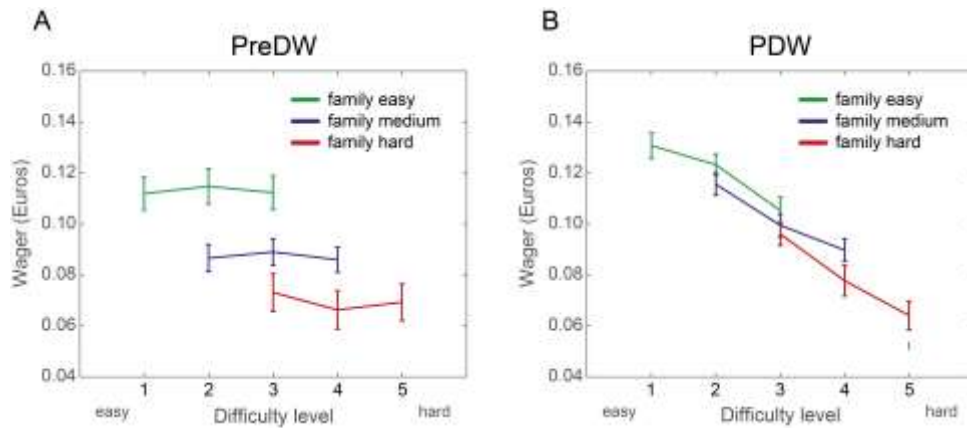 A
PreDW
0.16
0.14
0.12
0.10
0.08
0.06
0.04
Wager (Euros)
family easy
family medium
family hard
1 2 3 4 5
easy Difficulty level hard
B
PDW
0.16
0.14
0.12
0.10
0.08
0.06
0.04
Wager (Euros)
family easy
family medium
family hard
1 2 3 4 5
easy Difficulty level hard